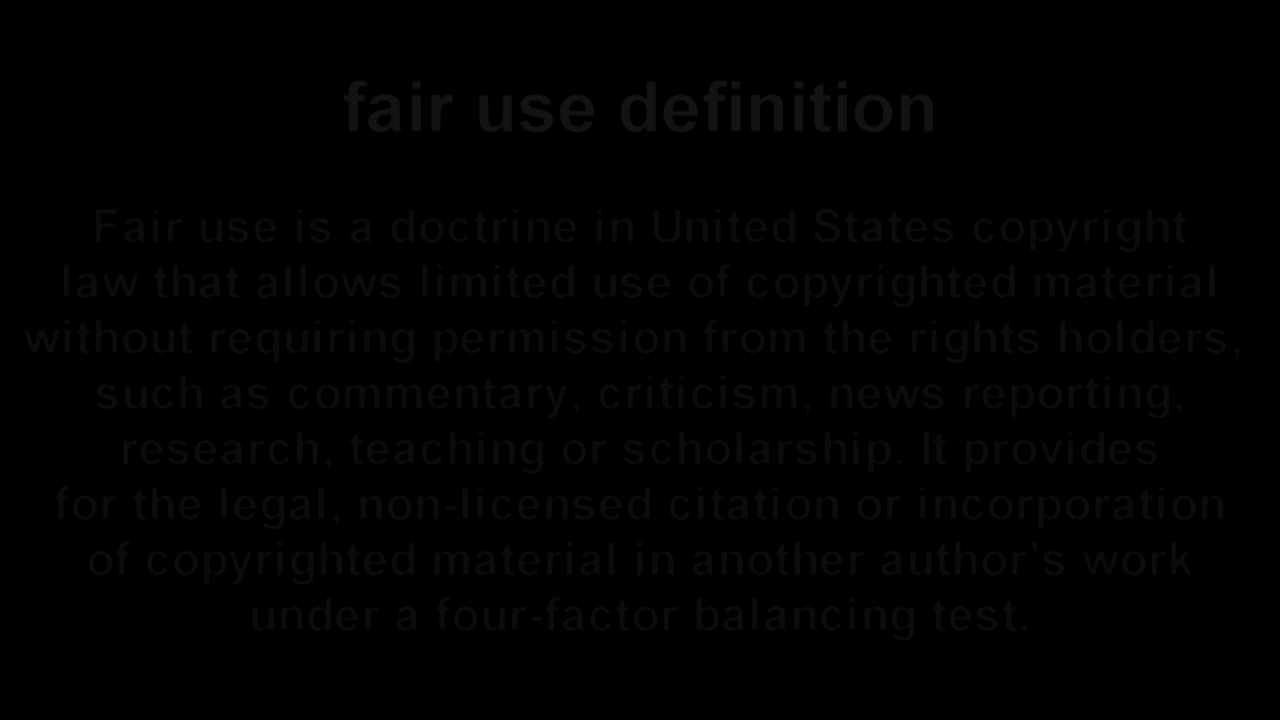 fair use definition
Fair use is a doctrine in United States copyright
law that allows limited use of copyrighted material
without requiring permission from the rights holders,
such as commentary, criticism, news reporting,
research, teaching or scholarship. It provides
for the legal, non-licensed citation or incorporation
of copyrighted material in another author’s work
under a four-factor balancing test.